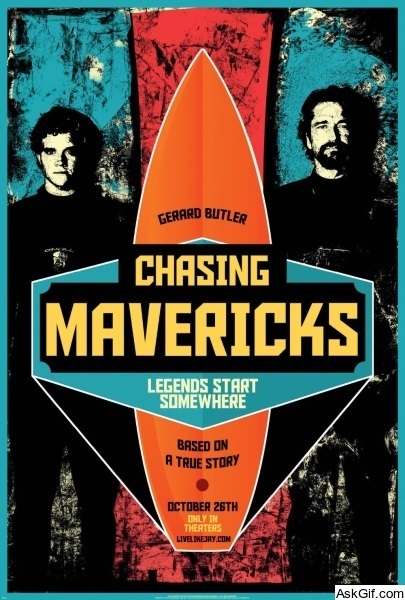 GERARD BUTLER
CHASING
MAVERICKS
LEGENDS START
SOMEWHERE
BASED ON
A TRUE STORY
OCTOBER 26TH
ONLY IN
THEATERS
LIVELIKEJAY.COM
AskGif.com